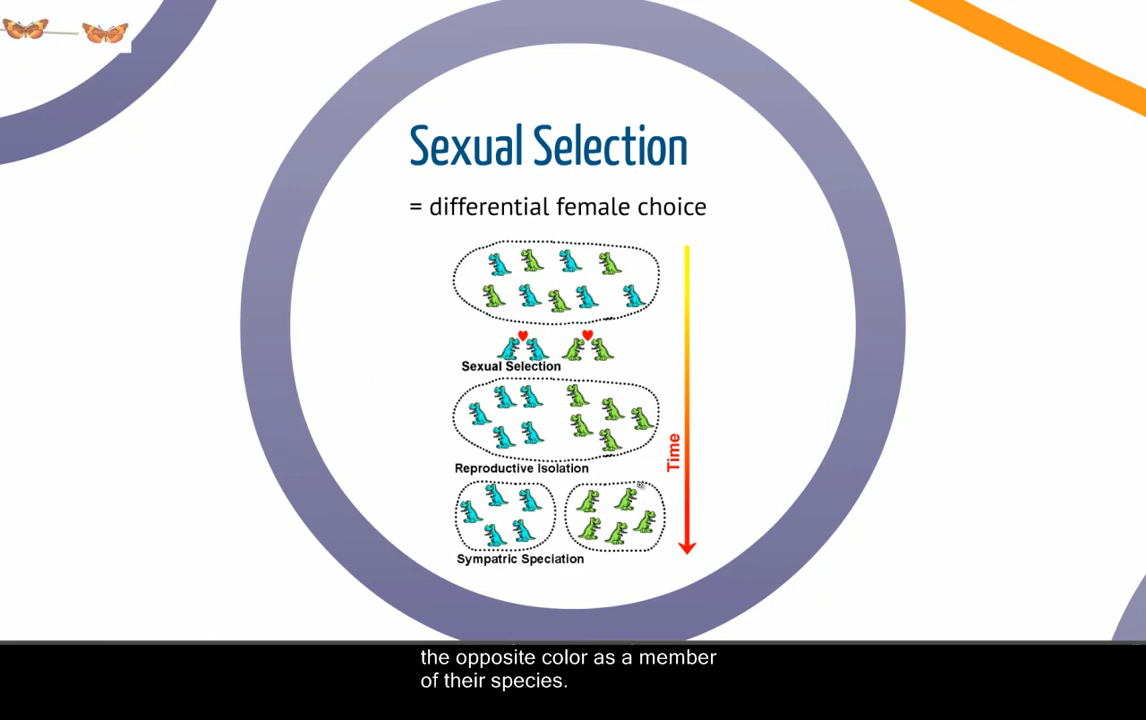 Sexual Selection
= differential female choice
Sexual Selection
Reproductive Isolation
Time
Sympatric Speciation
the opposite color as a member
of their species.